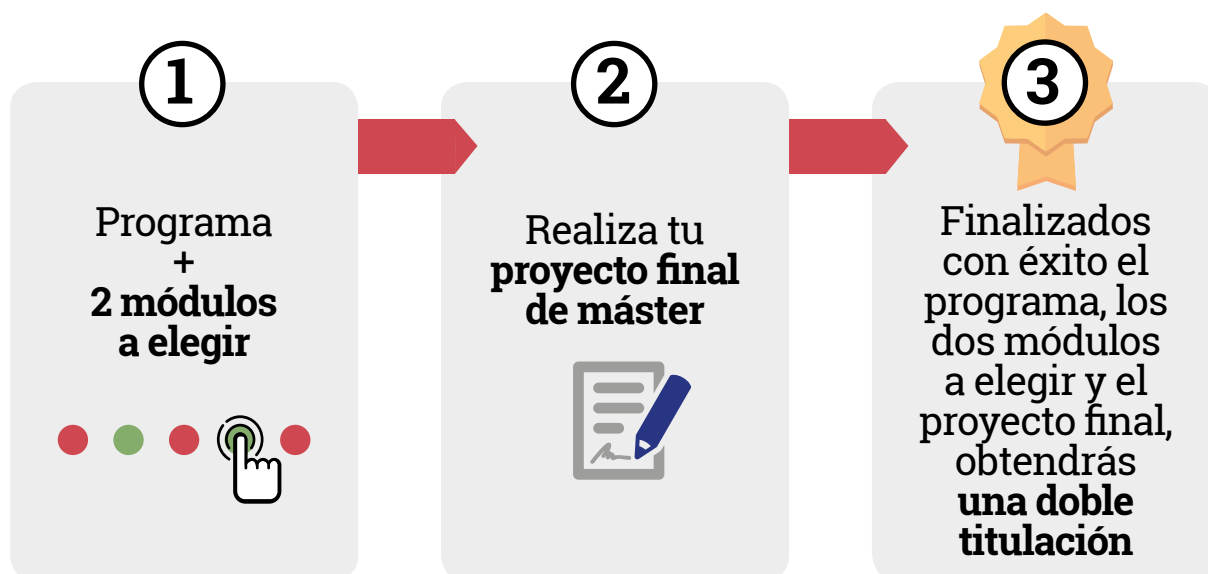 1
Programa
+
2 módulos
a elegir
2
Realiza tu
proyecto final
de máster
3
Finalizados
con éxito el
programa, los
dos módulos
a elegir y el
proyecto final,
obtendrás
una doble
titulación